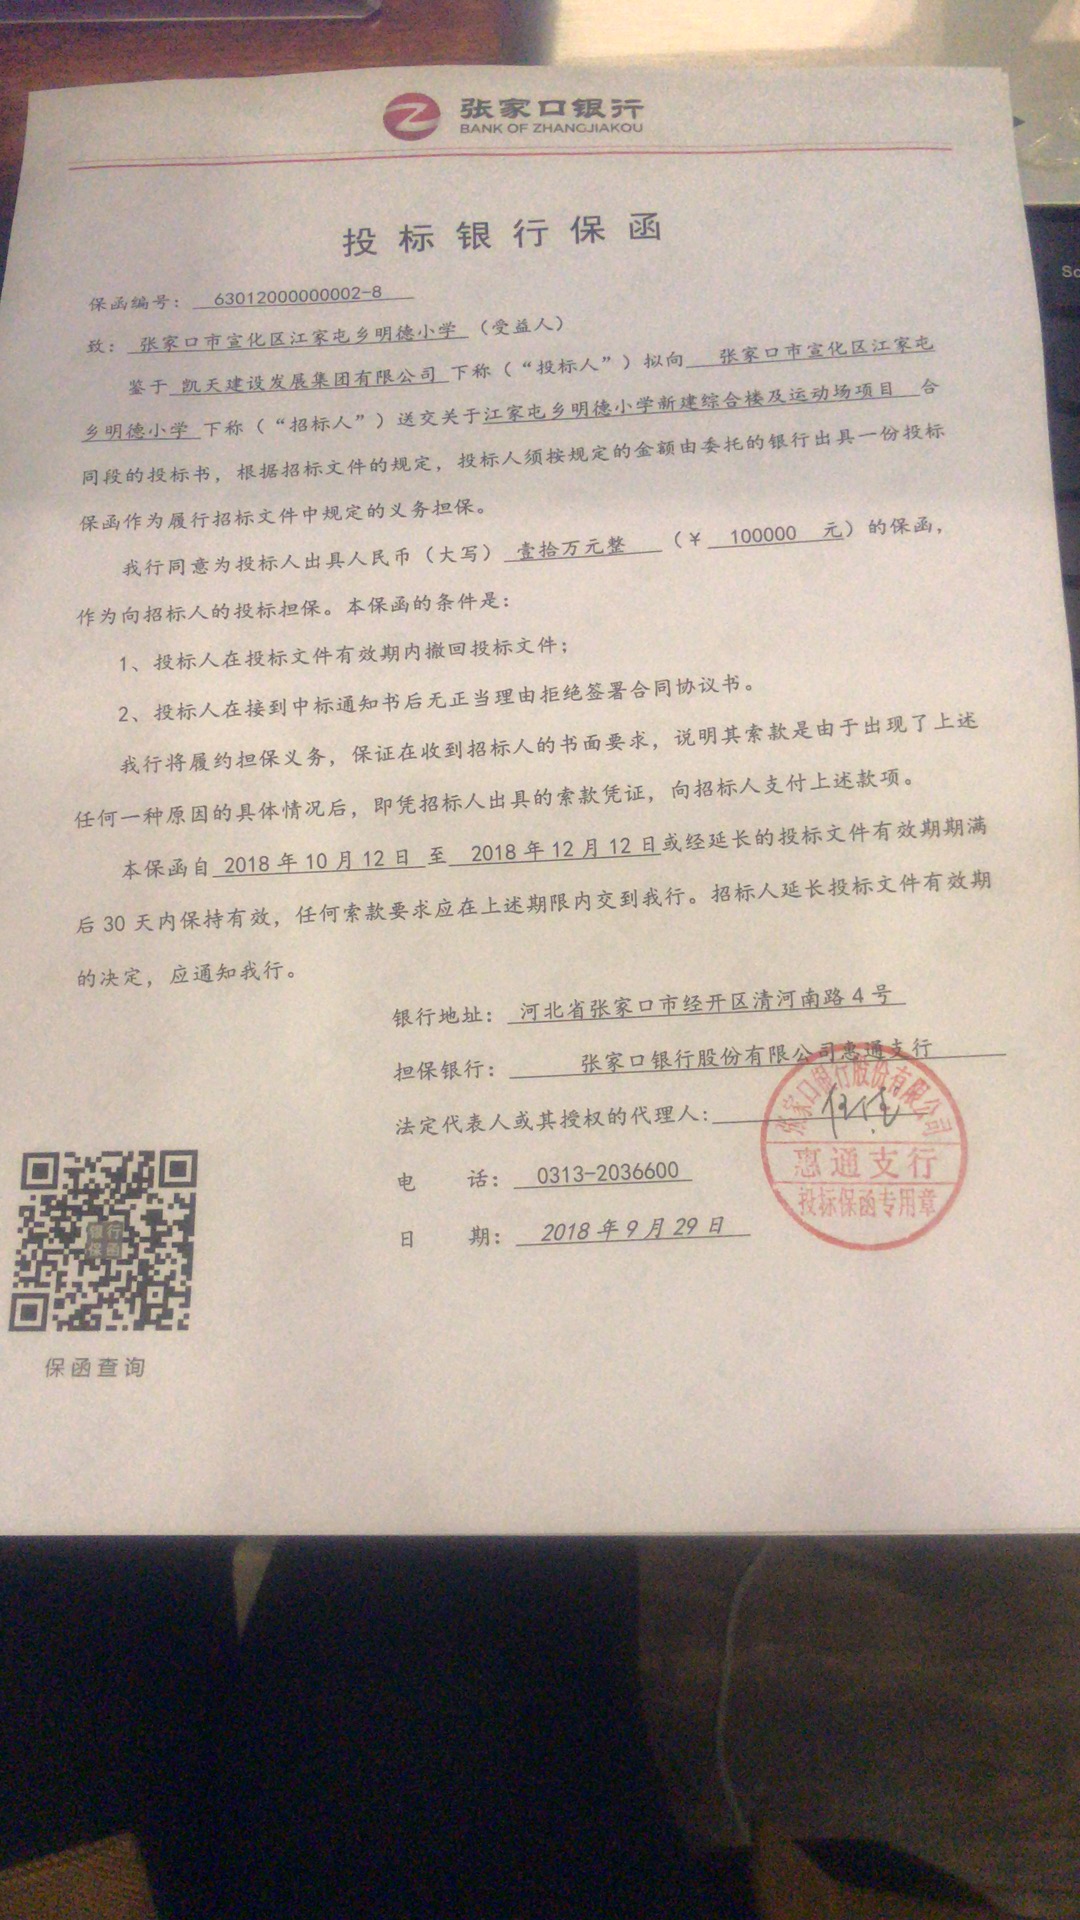 张家口银行
BANK OF ZHANGJIAKOU
投标银行保函
保函编号：63012000000002-8
致：张家口市宣化区江家屯乡明德小学（受益人）
鉴于凯天建设发展集团有限公司下称（“投标人”）拟向 张家口市宣化区江家屯
乡明德小学下称（“招标人”）送交关于江家屯乡明德小学新建综合楼及运动场项目 合
同段的投标书，根据招标文件的规定，投标人须按规定的金额由委托的银行出具一份投标
保函作为履行招标文件中规定的义务担保。
我行同意为投标人出具人民币（大写）壹拾万元整（¥ 100000 元）的保函，
作为向招标人的投标担保。本保函的条件是：
1、投标人在投标文件有效期内撤回投标文件；
2、投标人在接到中标通知书后无正当理由拒绝签署合同协议书。
我行将履约担保义务，保证在收到招标人的书面要求，说明其索款是由于出现了上述
任何一种原因的具体情况后，即凭招标人出具的索款凭证，向招标人支付上述款项。
本保函自 2018年10月12日 至 2018年12月12日或经延长的投标文件有效期期满
后30天内保持有效，任何索款要求应在上述期限内交到我行。招标人延长投标文件有效期
的决定，应通知我行。
银行地址：河北省张家口市经开区清河南路4号
担保银行：张家口银行股份有限公司惠通支行
法定代表人或其授权的代理人：
电 话：0313-2036600
日 期：2018年9月29日
张家口银行股份有限公司
惠通支行
投标保函专用章
银行
保函
保函查询